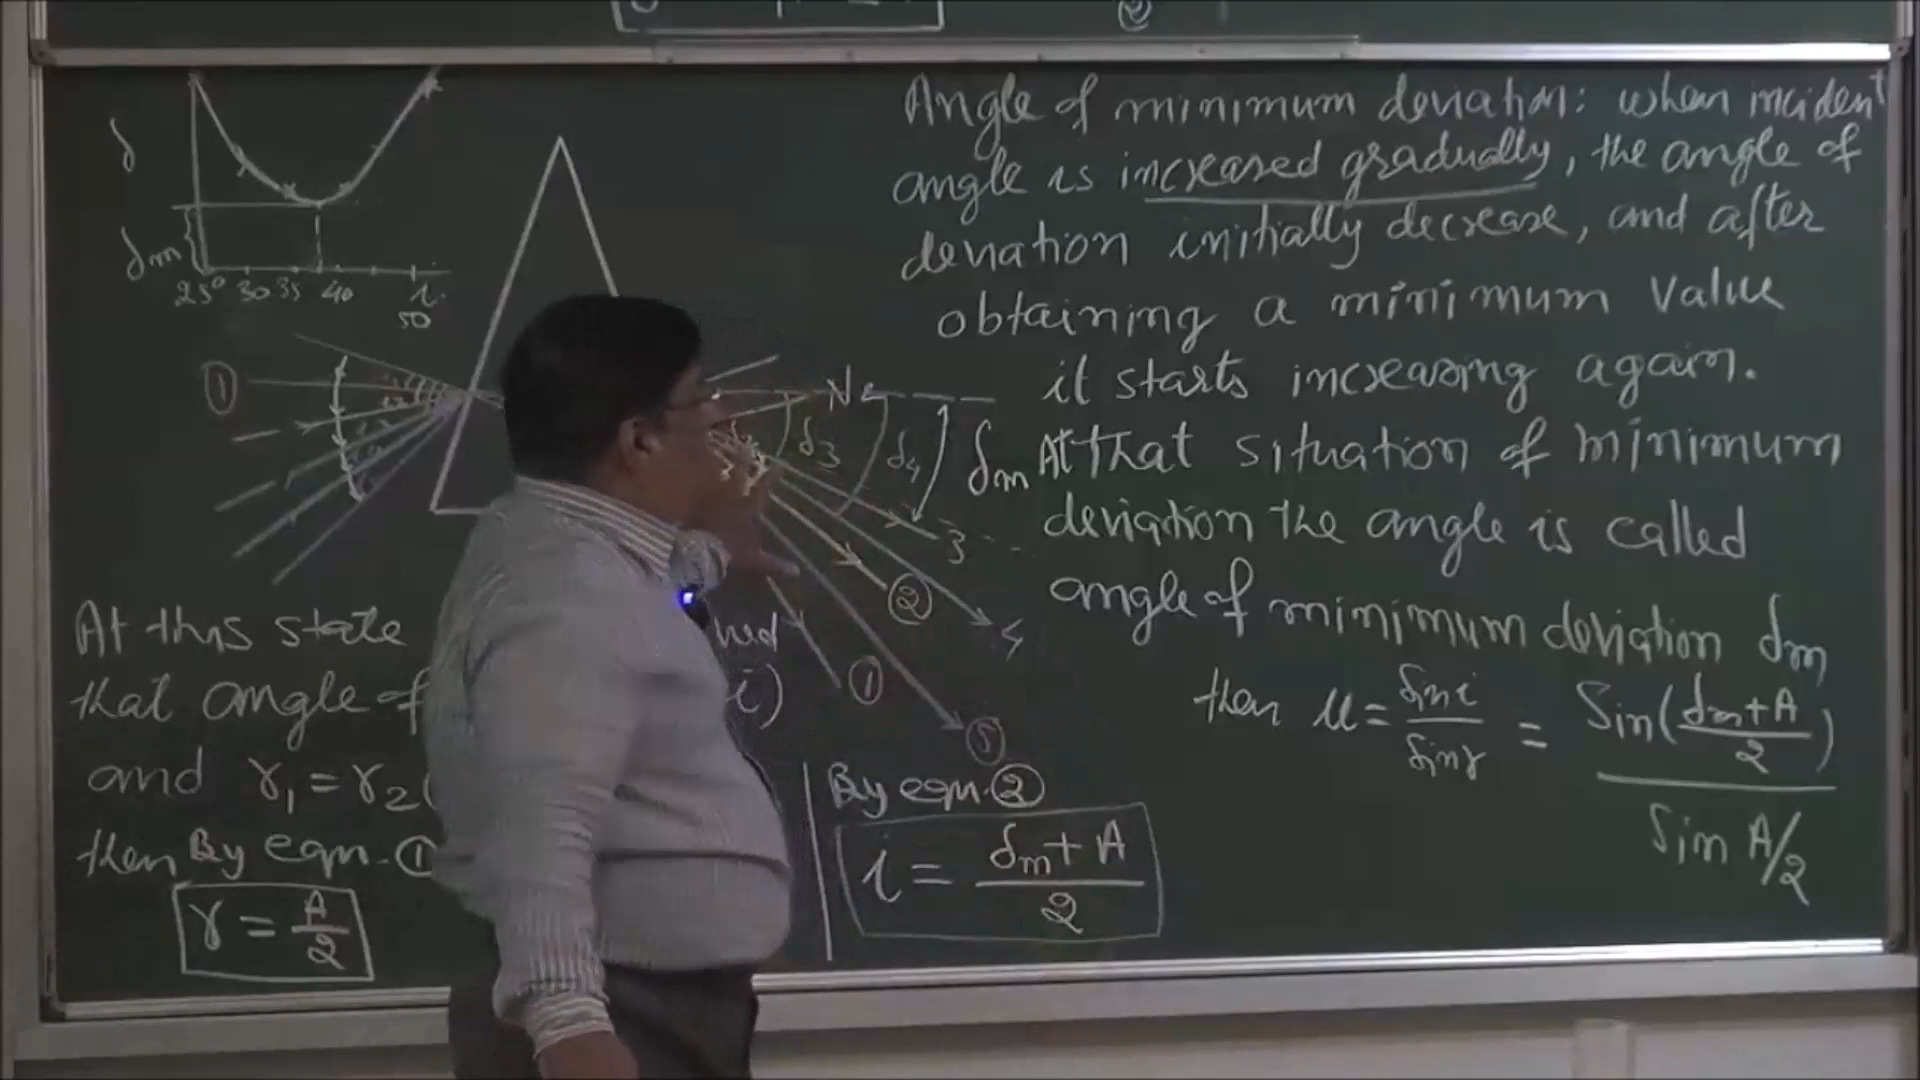 δ
δm
25° 30 35 40 i
50
①
N₂
δ3
δ4
δm
3
②
4
①
⑤
Angle of minimum deviation: when incident
angle is increased gradually, the angle of
deviation initially decrease, and after
obtaining a minimum value
it starts increasing again.
At that situation of minimum
deviation the angle is called
angle of minimum deviation δm
then μ = sin i / sin r = Sin((δm + A)/2) / Sin A/2
At this state
that angle of i)
and r₁ = r₂(
then By eqn. ①
r = A/2
By eqn. ②
i = (δm + A)/2